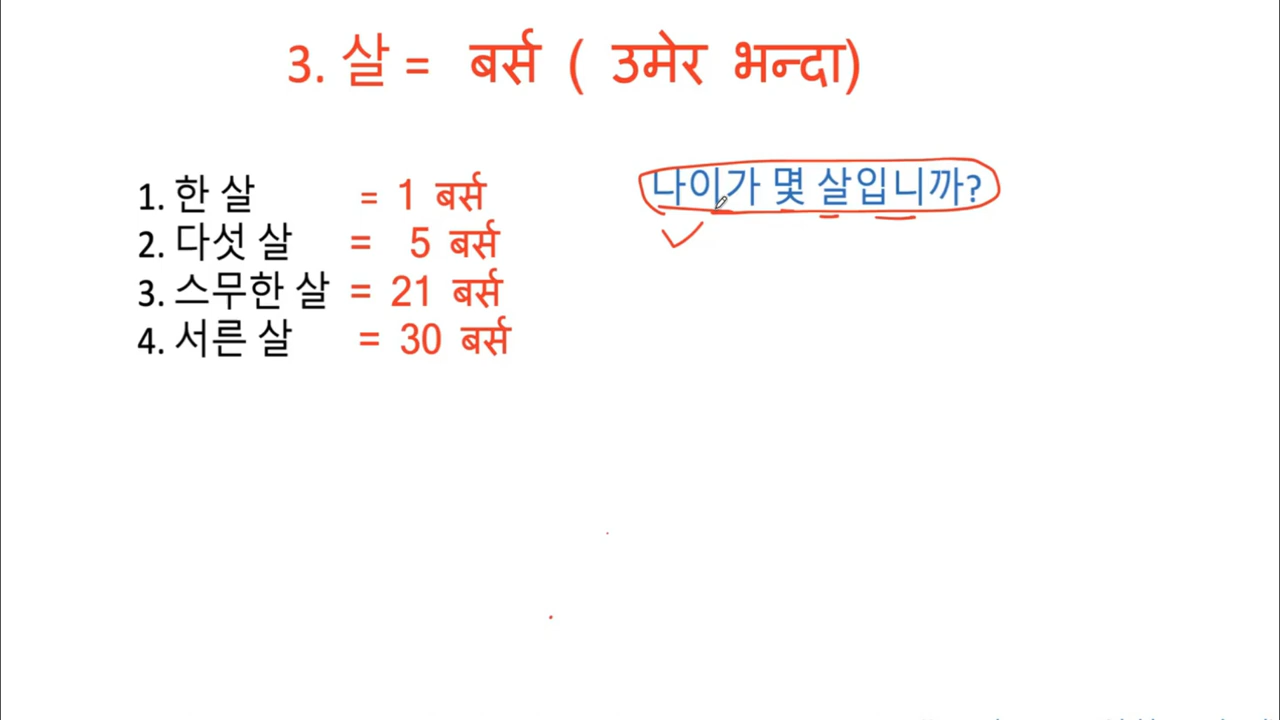 3. 살 = बर्स ( उमेर भन्दा)
나이가 몇 살입니까?
1. 한 살 = 1 बर्स
2. 다섯 살 = 5 बर्स
3. 스무한 살 = 21 बर्स
4. 서른 살 = 30 बर्स